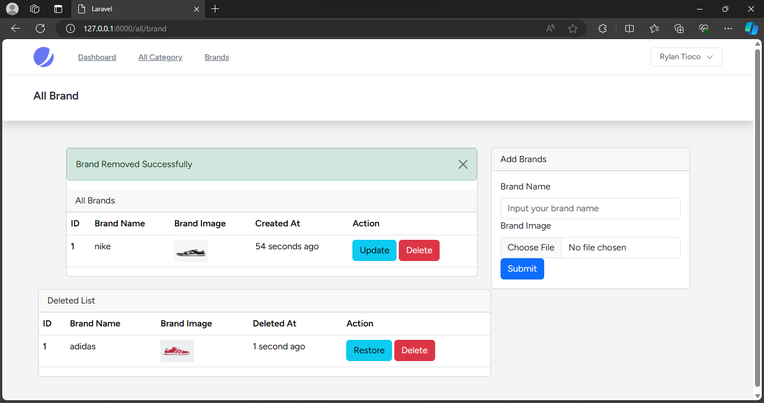 Laravel
127.0.0.1:8000/all/brand
Dashboard All Category Brands Rylan Tioco
All Brand
Brand Removed Successfully
All Brands
ID Brand Name Brand Image Created At Action
1 nike 54 seconds ago Update Delete
Deleted List
ID Brand Name Brand Image Deleted At Action
1 adidas 1 second ago Restore Delete
Add Brands
Brand Name
Input your brand name
Brand Image
Choose File No file chosen
Submit